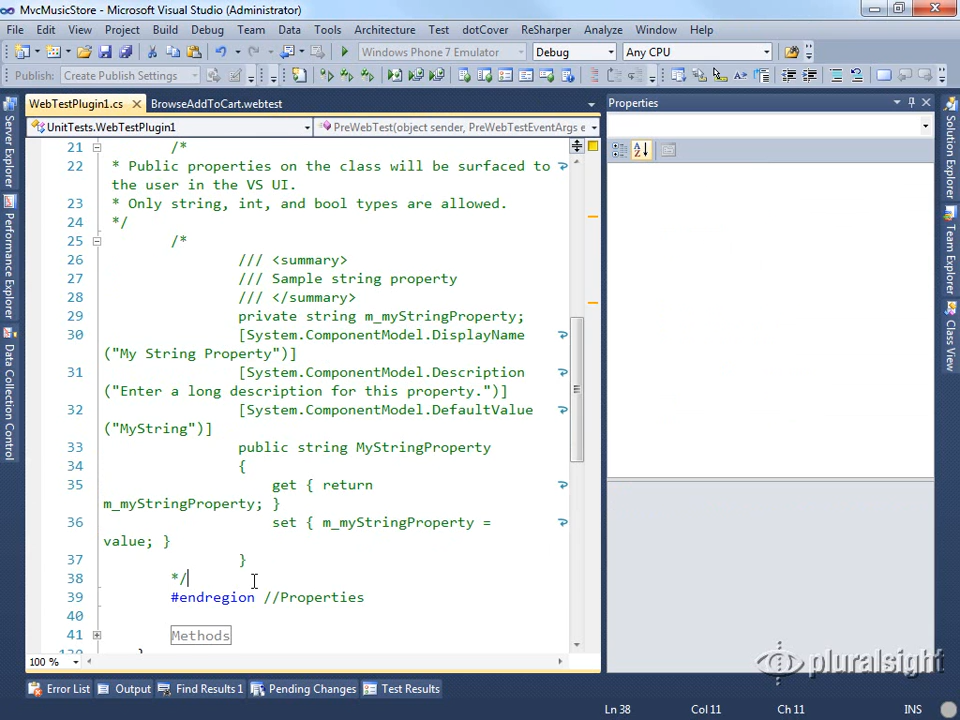 MvcMusicStore - Microsoft Visual Studio (Administrator)
File Edit View Project Build Debug Team Data Tools Architecture Test dotCover ReSharper Analyze Window Help
Windows Phone 7 Emulator Debug Any CPU
Publish: Create Publish Settings
WebTestPlugin1.cs BrowseAddToCart.webtest
UnitTests.WebTestPlugin1 PreWebTest(object sender, PreWebTestEventArgs e
21 /*
22 * Public properties on the class will be surfaced to
the user in the VS UI.
23 * Only string, int, and bool types are allowed.
24 */
25 /*
26 /// <summary>
27 /// Sample string property
28 /// </summary>
29 private string m_myStringProperty;
30 [System.ComponentModel.DisplayName
("My String Property")]
31 [System.ComponentModel.Description
("Enter a long description for this property.")]
32 [System.ComponentModel.DefaultValue
("MyString")]
33 public string MyStringProperty
34 {
35 get { return
m_myStringProperty; }
36 set { m_myStringProperty =
value; }
37 }
38 */
39 #endregion //Properties
40
41 Methods
130 }
100 %
Properties
Server Explorer
Performance Explorer
Data Collection Control
Solution Explorer
Team Explorer
Class View
pluralsight
Error List Output Find Results 1 Pending Changes Test Results
Ln 38 Col 11 Ch 11 INS